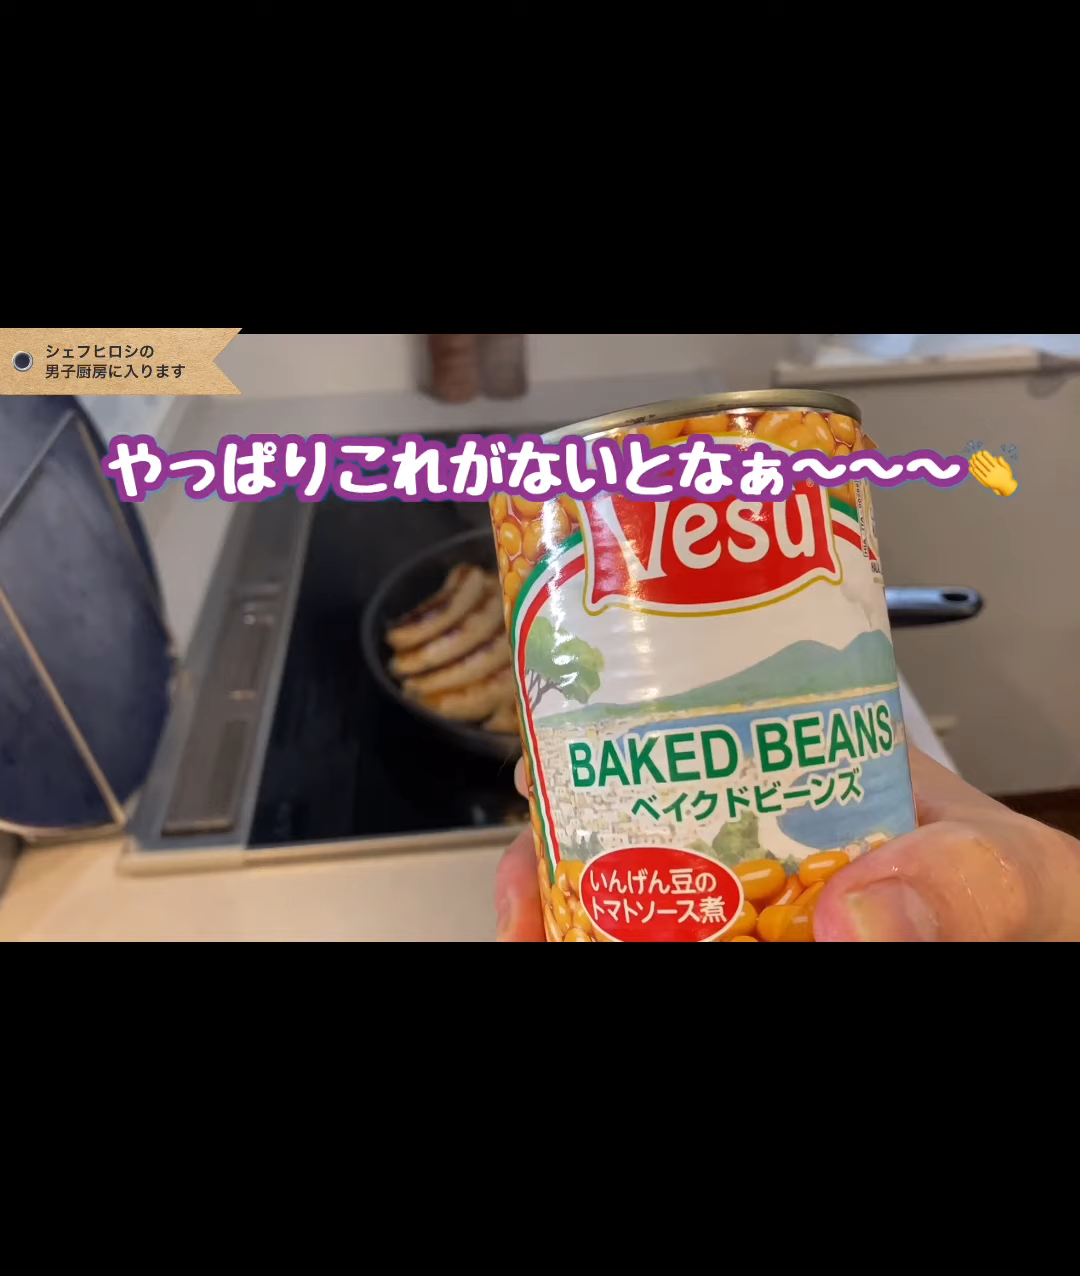 シェフヒロシの
男子厨房に入ります
やっぱりこれがないとなぁ〜〜〜👏
Vesu
BAKED BEANS
ベイクドビーンズ
いんげん豆の
トマトソース煮